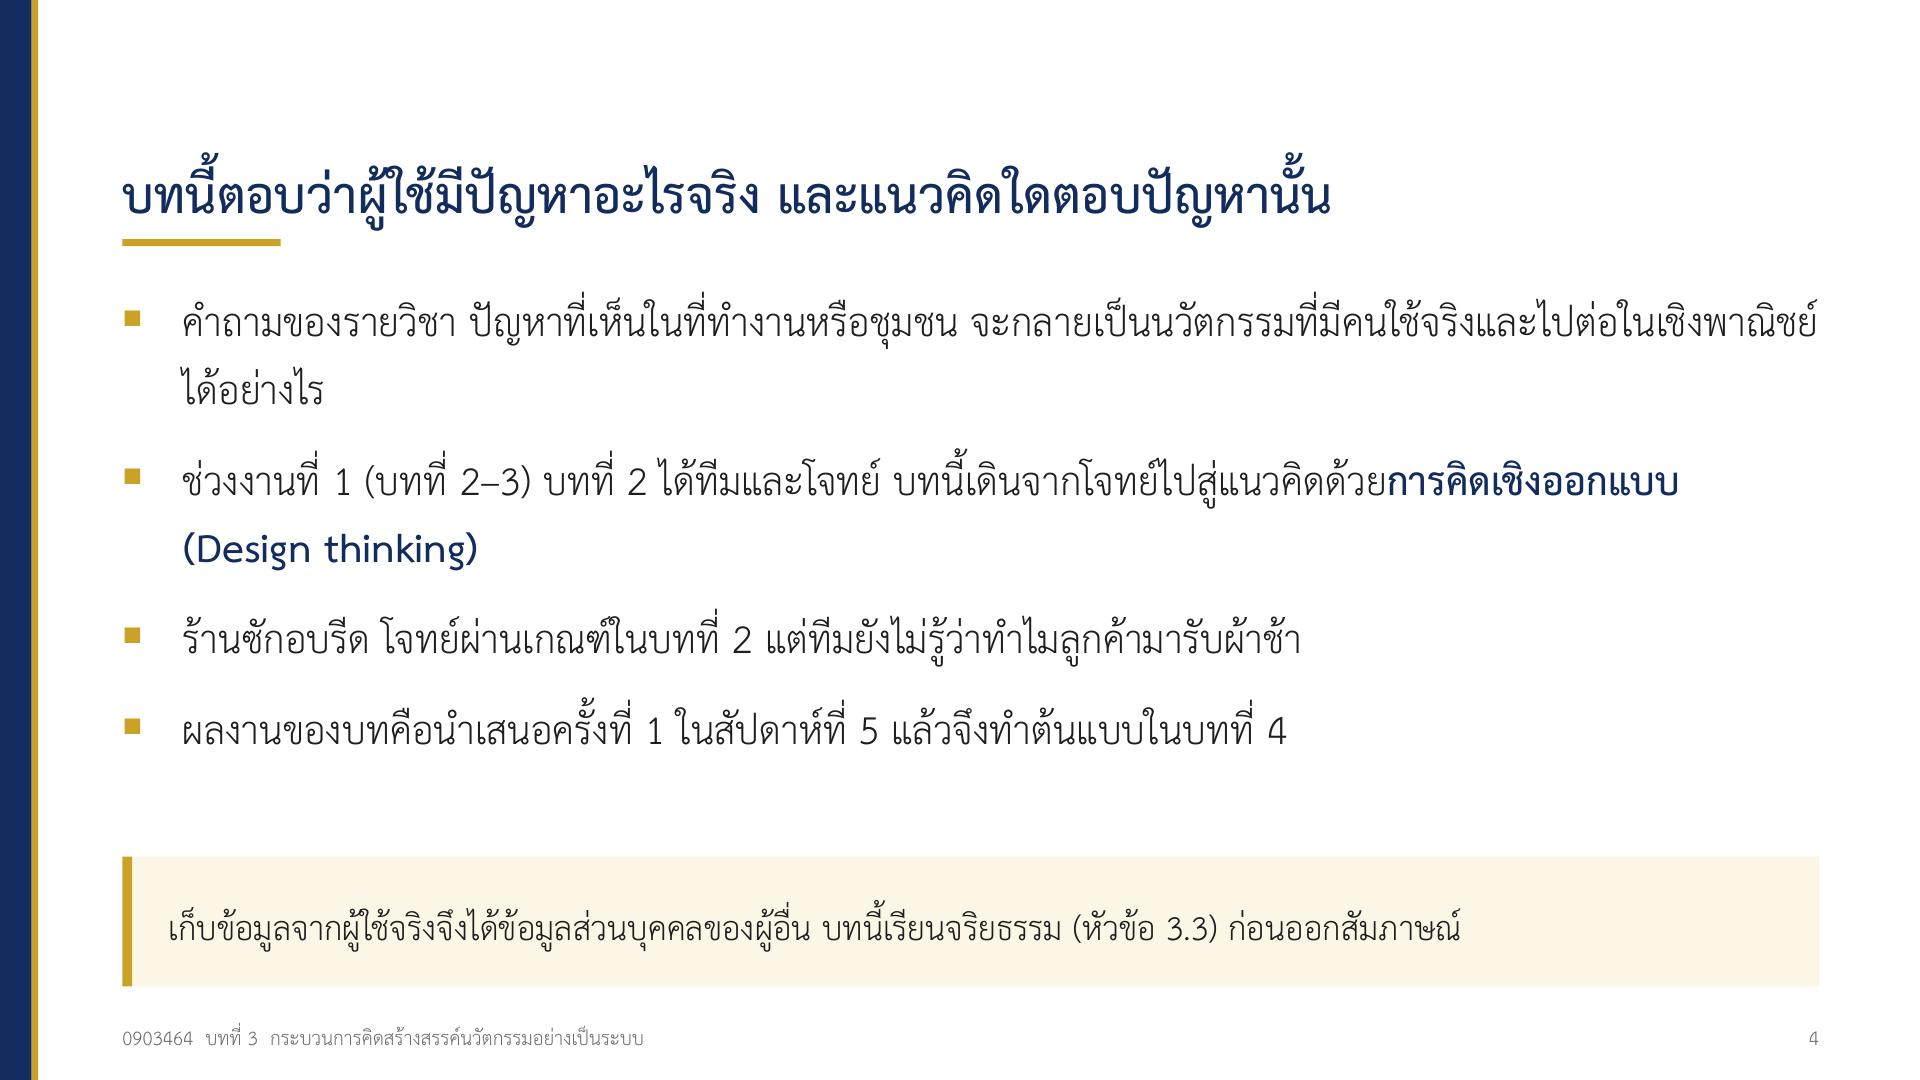 บทนี้ตอบว่าผู้ใช้มีปัญหาอะไรจริง และแนวคิดใดตอบปัญหานั้น
คำถามของรายวิชา ปัญหาที่เห็นในที่ทำงานหรือชุมชน จะกลายเป็นนวัตกรรมที่มีคนใช้จริงและไปต่อในเชิงพาณิชย์
ได้อย่างไร
ช่วงงานที่ 1 (บทที่ 2–3) บทที่ 2 ได้ทีมและโจทย์ บทนี้เดินจากโจทย์ไปสู่แนวคิดด้วยการคิดเชิงออกแบบ
(Design thinking)
ร้านซักอบรีด โจทย์ผ่านเกณฑ์ในบทที่ 2 แต่ทีมยังไม่รู้ว่าทำไมลูกค้ามารับผ้าช้า
ผลงานของบทคือนำเสนอครั้งที่ 1 ในสัปดาห์ที่ 5 แล้วจึงทำต้นแบบในบทที่ 4
เก็บข้อมูลจากผู้ใช้จริงจึงได้ข้อมูลส่วนบุคคลของผู้อื่น บทนี้เรียนจริยธรรม (หัวข้อ 3.3) ก่อนออกสัมภาษณ์
0903464 บทที่ 3 กระบวนการคิดสร้างสรรค์นวัตกรรมอย่างเป็นระบบ
4